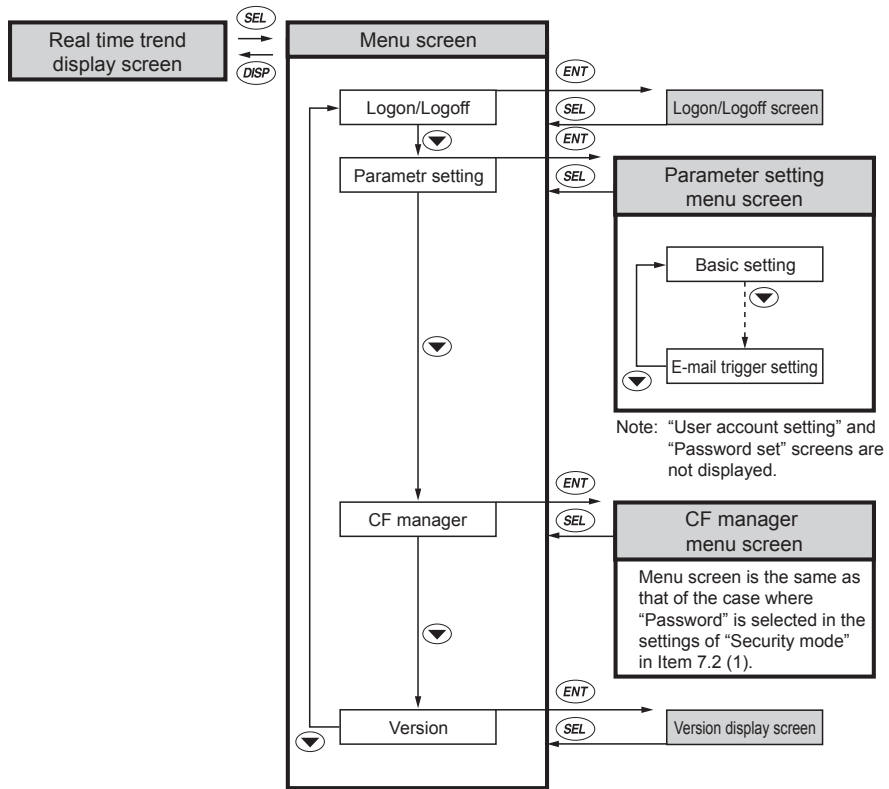 SEL
Real time trend
display screen
DISP
Menu screen
Logon/Logoff
ENT
SEL
Logon/Logoff screen
Parametr setting
ENT
SEL
Parameter setting
menu screen
Basic setting
E-mail trigger setting
Note: “User account setting” and
“Password set” screens are
not displayed.
CF manager
ENT
SEL
CF manager
menu screen
Menu screen is the same as
that of the case where
“Password” is selected in the
settings of “Security mode”
in Item 7.2 (1).
Version
ENT
SEL
Version display screen